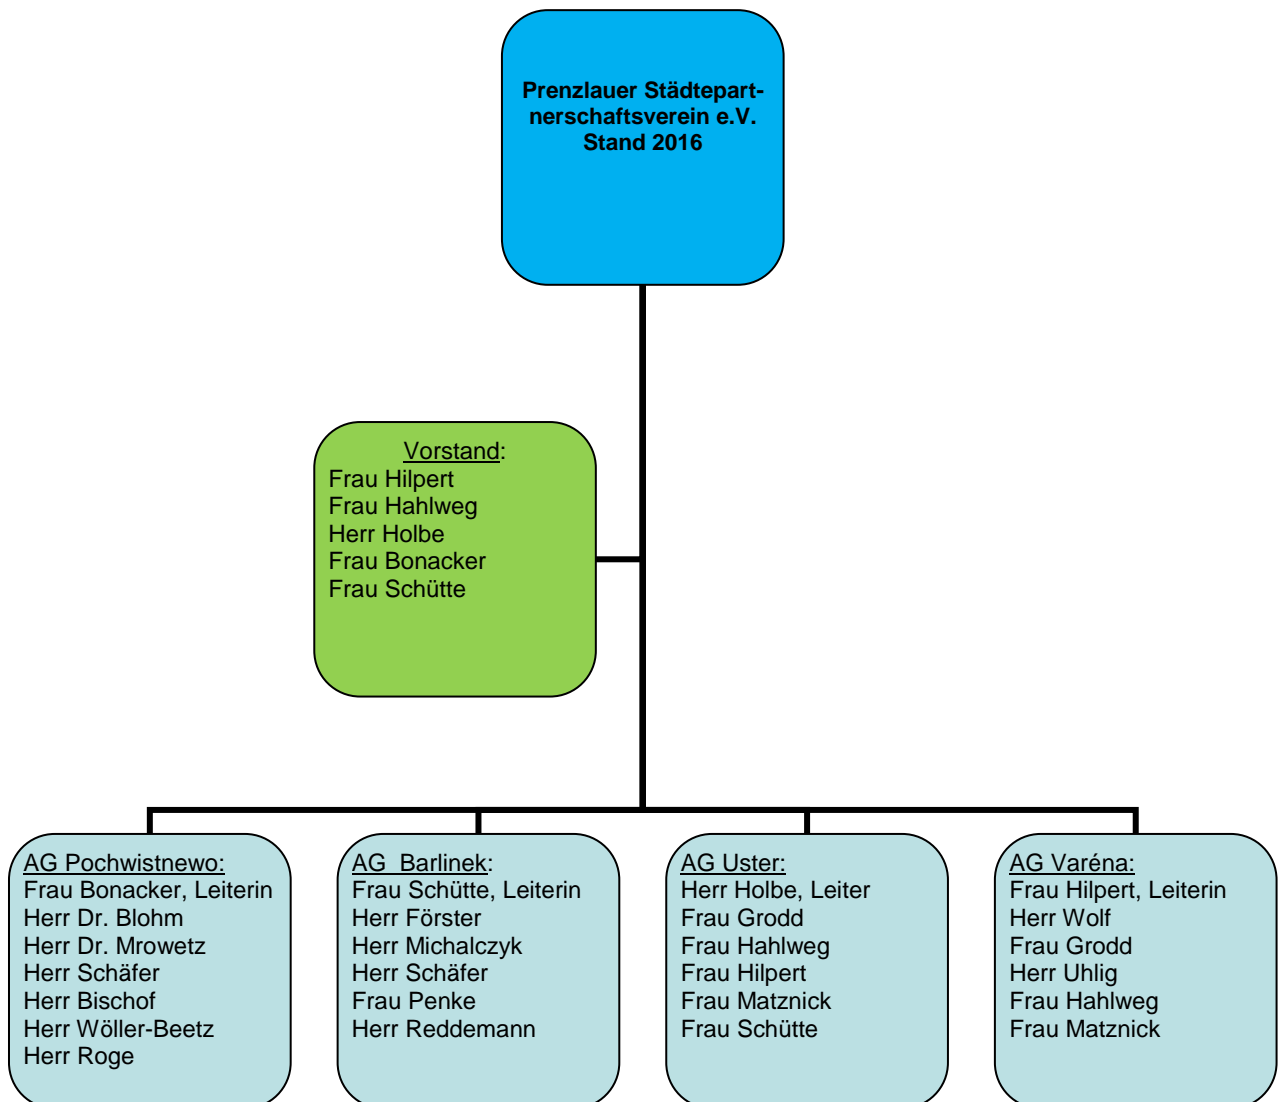 Prenzlauer Städtepart-
nerschaftsverein e.V.
Stand 2016
Vorstand:
Frau Hilpert
Frau Hahlweg
Herr Holbe
Frau Bonacker
Frau Schütte
AG Pochwistnewo:
Frau Bonacker, Leiterin
Herr Dr. Blohm
Herr Dr. Mrowetz
Herr Schäfer
Herr Bischof
Herr Wöller-Beetz
Herr Roge
AG  Barlinek:
Frau Schütte, Leiterin
Herr Förster
Herr Michalczyk
Herr Schäfer
Frau Penke
Herr Reddemann
AG Uster:
Herr Holbe, Leiter
Frau Grodd
Frau Hahlweg
Frau Hilpert
Frau Matznick
Frau Schütte
AG Varéna:
Frau Hilpert, Leiterin
Herr Wolf
Frau Grodd
Herr Uhlig
Frau Hahlweg
Frau Matznick